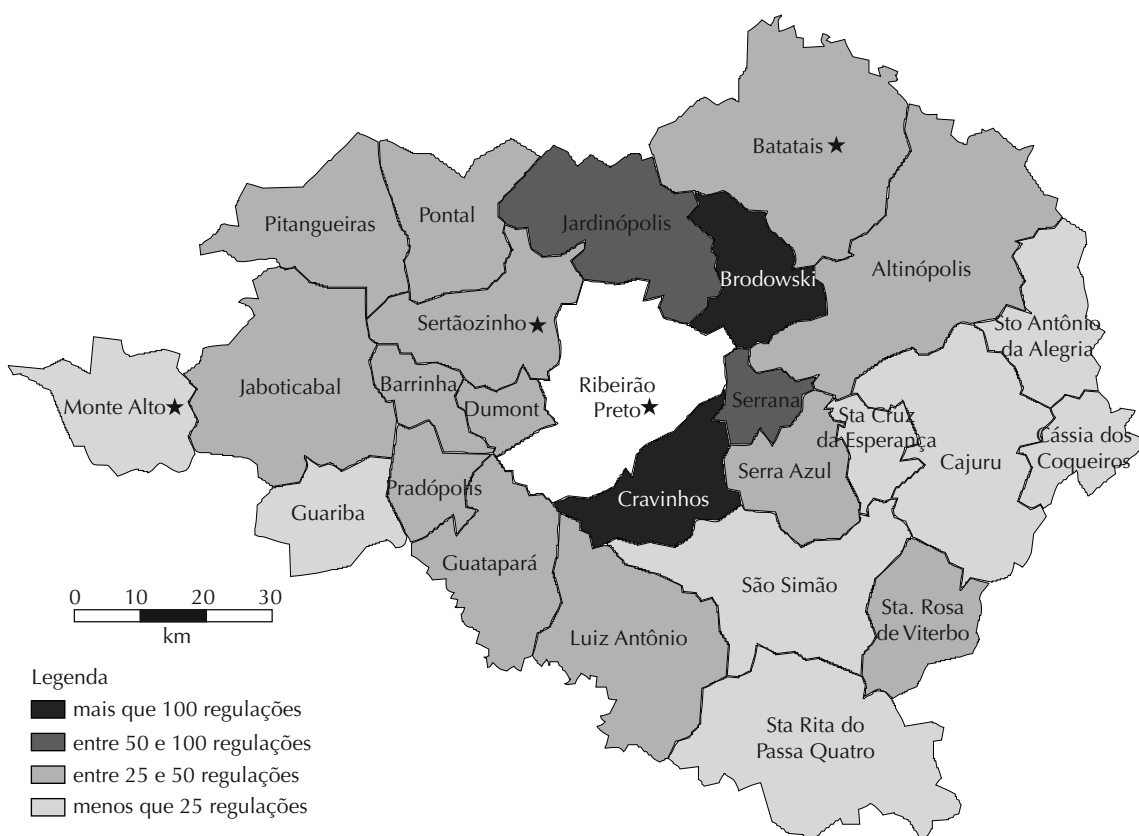 Batatais
Pitangueiras
Pontal
Jardinópolis
Brodowski
Altinópolis
Sertãozinho
Sto Antônio
da Alegria
Monte Alto
Jaboticabal
Barrinha
Dumont
Ribeirão
Preto
Serrana
Sta Cruz
da Esperança
Cássia dos
Coqueiros
Cajuru
Serra Azul
Pradópolis
Guariba
Cravinhos
Guatapará
São Simão
Sta. Rosa
de Viterbo
Luiz Antônio
Sta Rita do
Passa Quatro
0 10 20 30
km
Legenda
mais que 100 regulações
entre 50 e 100 regulações
entre 25 e 50 regulações
menos que 25 regulações